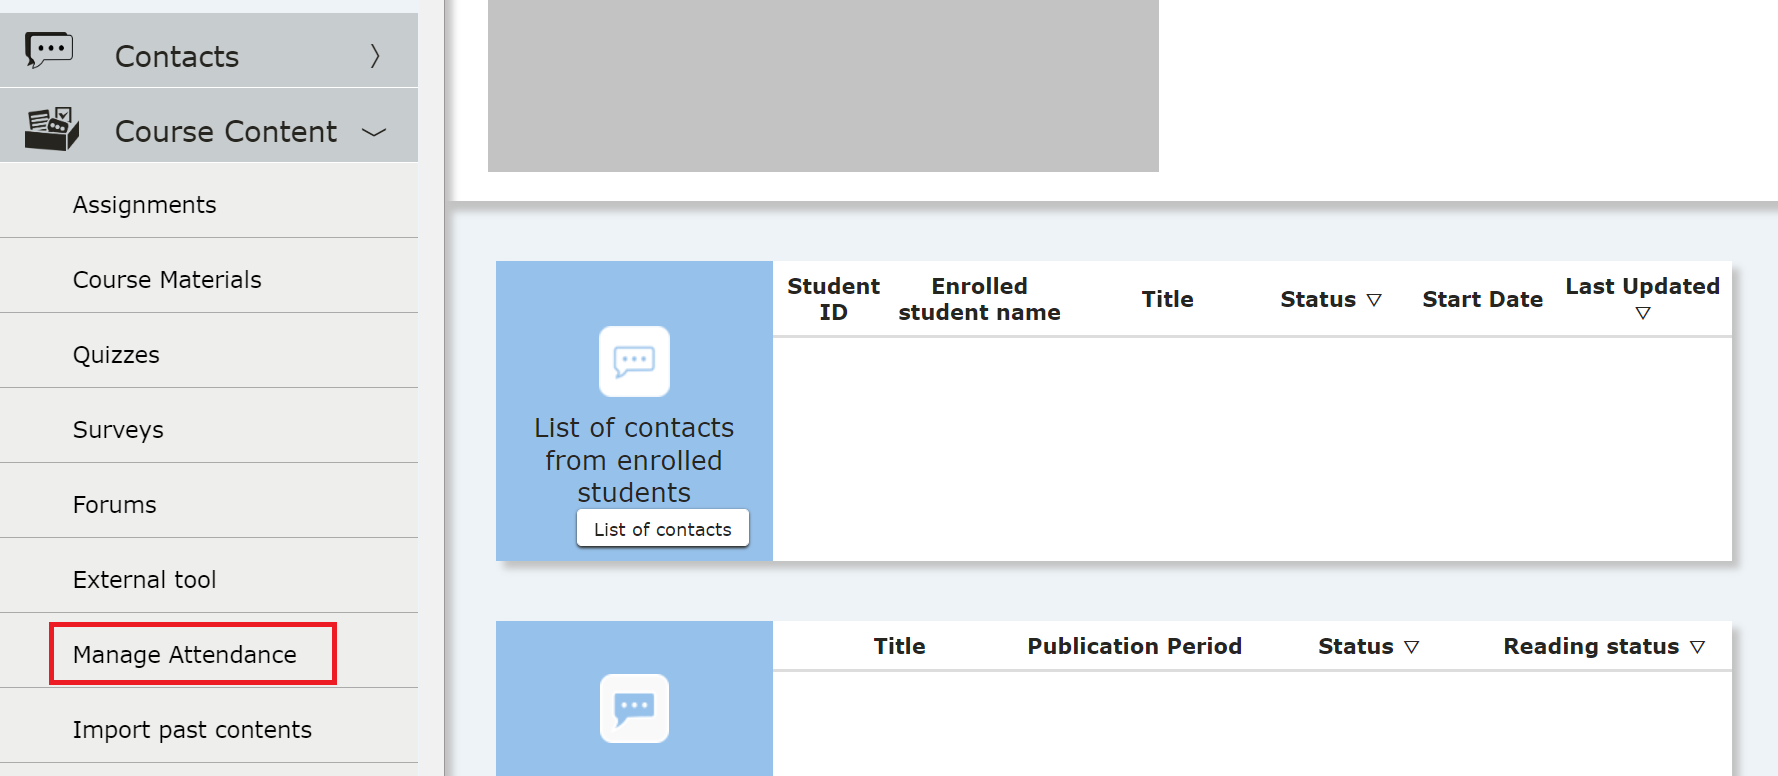 Contacts
Course Content
Assignments
Course Materials
Quizzes
Surveys
Forums
External tool
Manage Attendance
Import past contents
List of contacts
from enrolled
students
List of contacts
Student
ID
Enrolled
student name
Title
Status ▽
Start Date
Last Updated
▽
Title
Publication Period
Status ▽
Reading status ▽